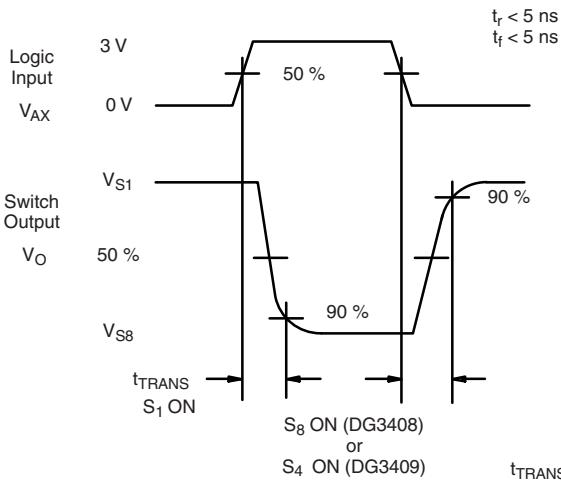 t_r < 5 ns
t_f < 5 ns
Logic
Input
V_AX
3 V
50 %
0 V
Switch
Output
V_O
V_S1
90 %
50 %
90 %
V_S8
t_TRANS
S_1 ON
S_8 ON (DG3408)
or
S_4 ON (DG3409)
t_TRANS